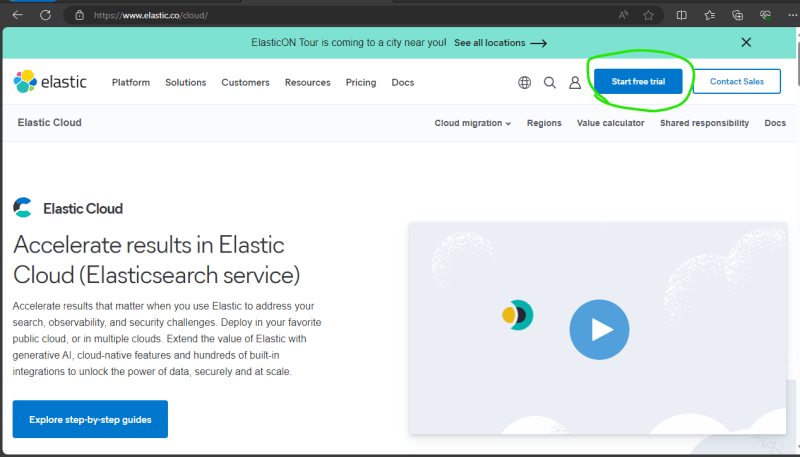 https://www.elastic.co/cloud/
ElasticON Tour is coming to a city near you! See all locations
elastic Platform Solutions Customers Resources Pricing Docs Start free trial Contact Sales
Elastic Cloud Cloud migration Regions Value calculator Shared responsibility Docs
Elastic Cloud
Accelerate results in Elastic
Cloud (Elasticsearch service)
Accelerate results that matter when you use Elastic to address your
search, observability, and security challenges. Deploy in your favorite
public cloud, or in multiple clouds. Extend the value of Elastic with
generative AI, cloud-native features and hundreds of built-in
integrations to unlock the power of data, securely and at scale.
Explore step-by-step guides